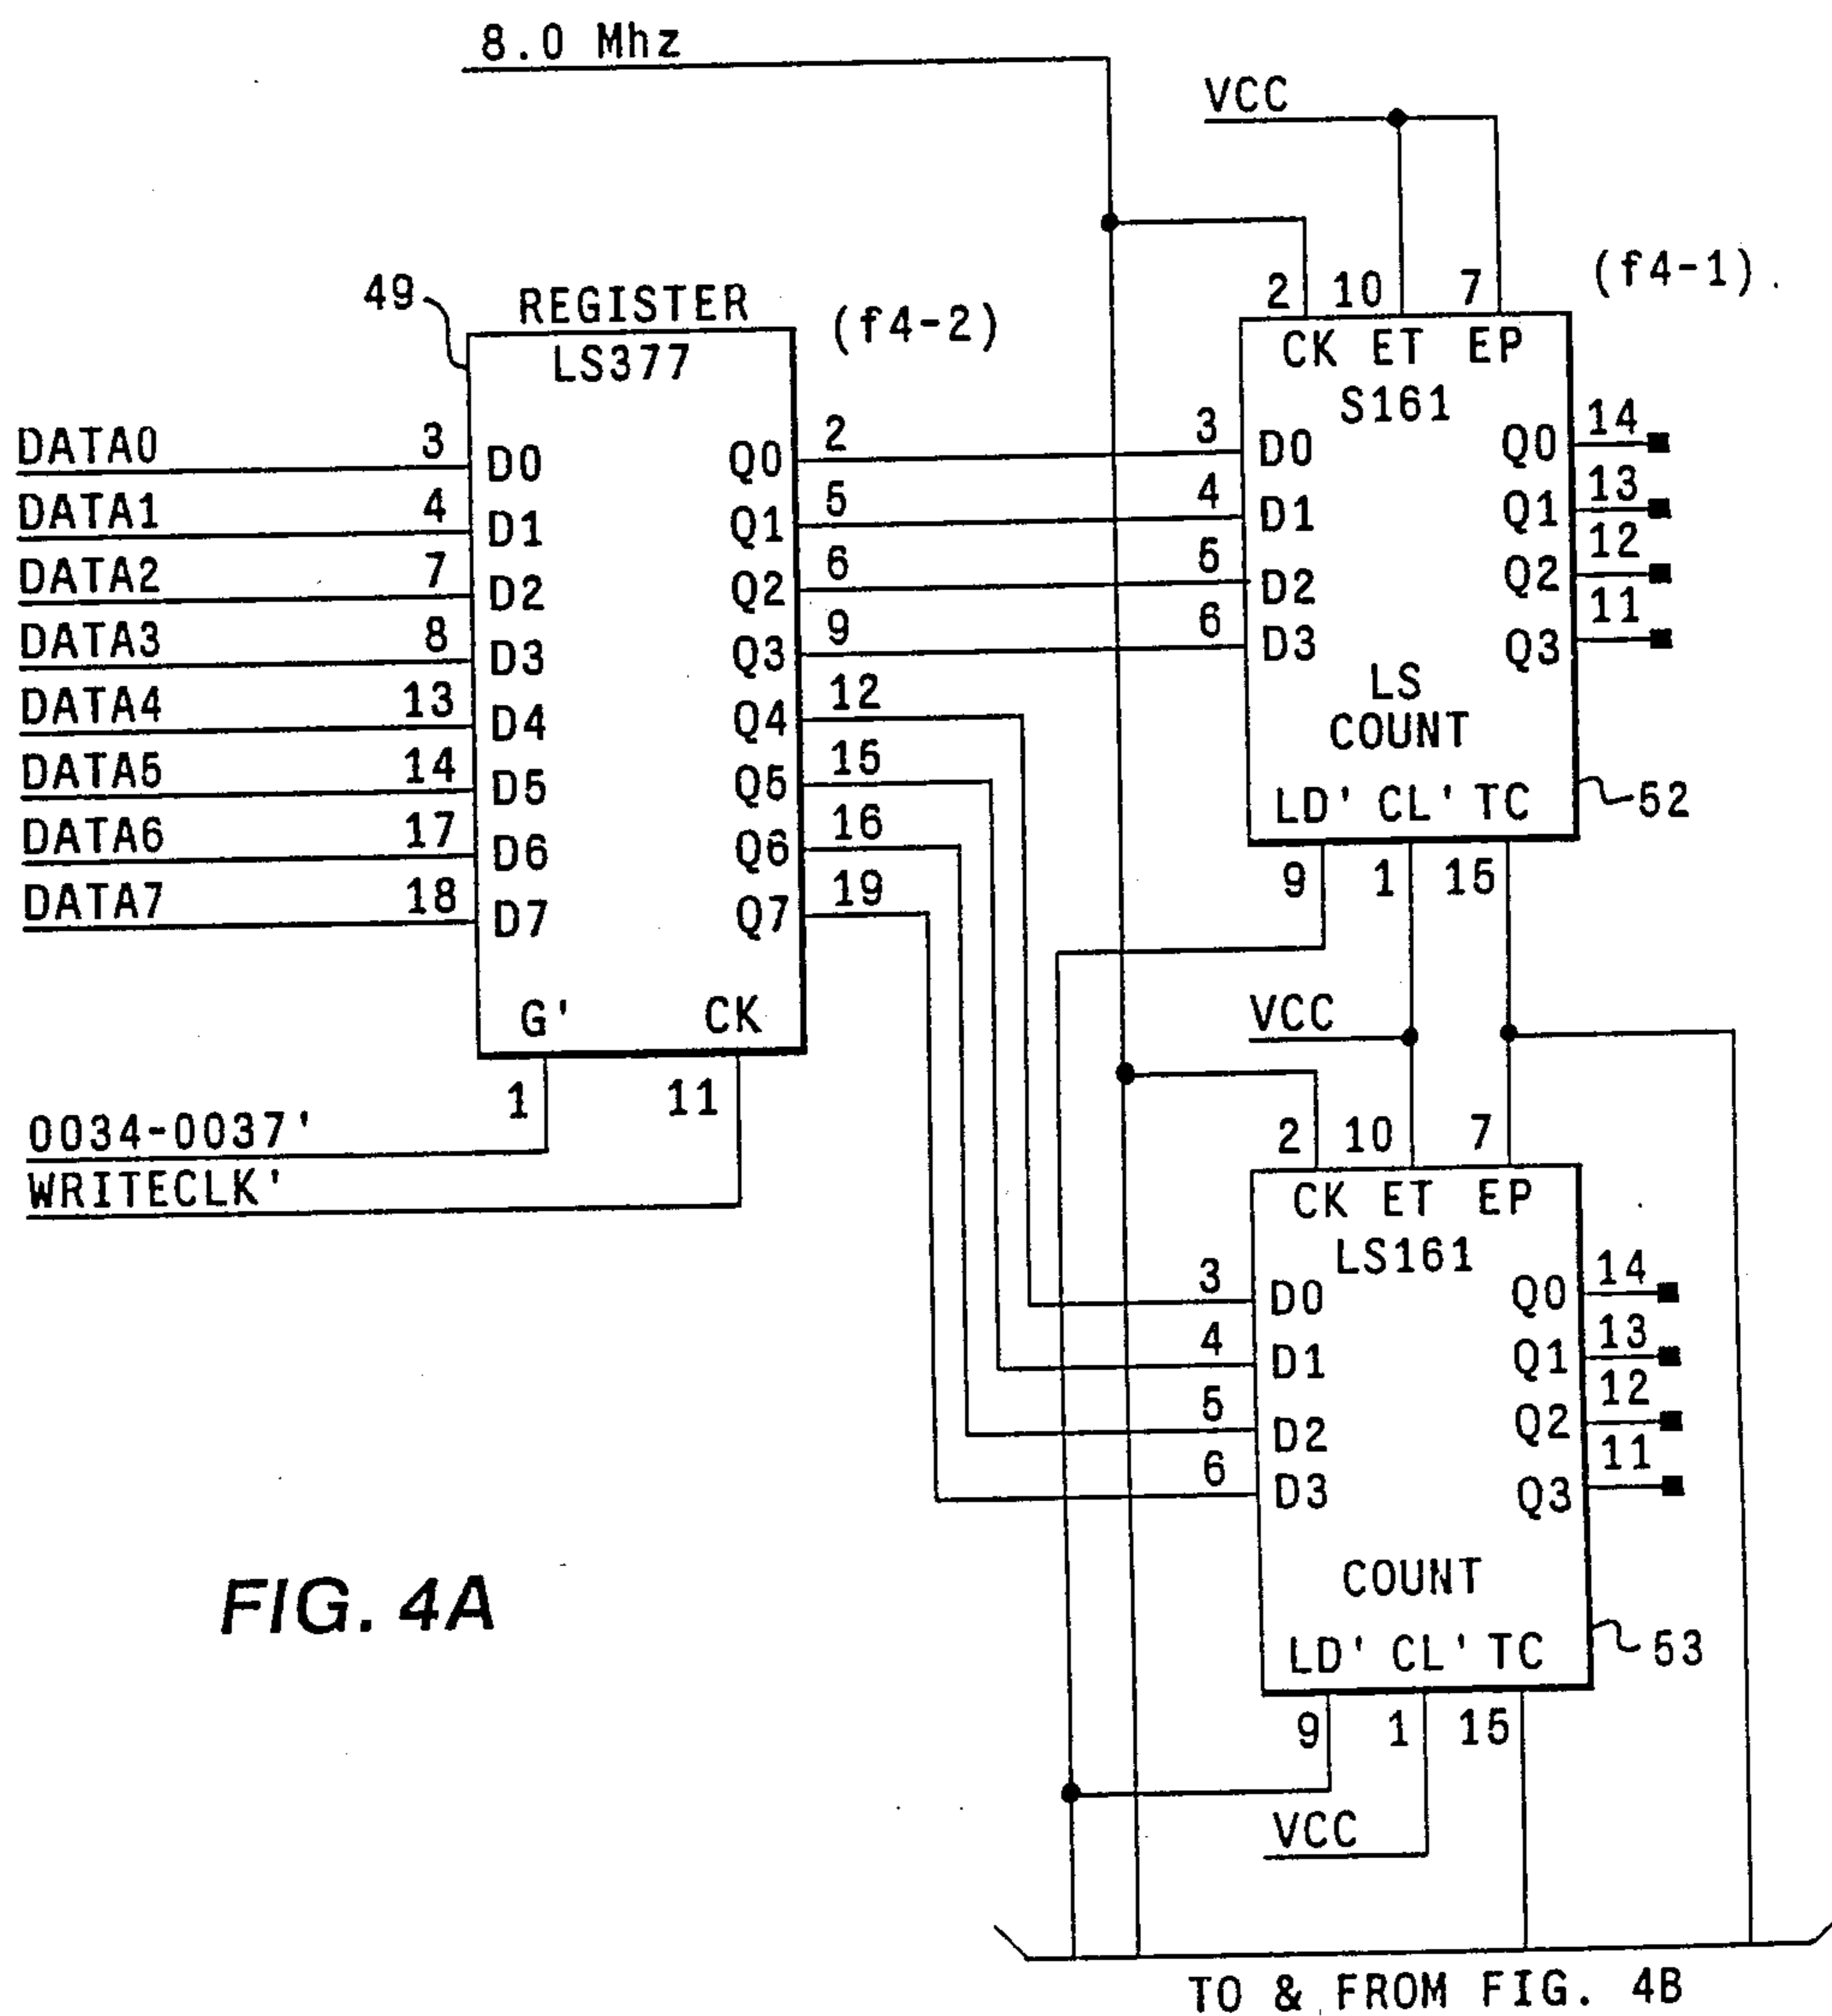 8.0 Mhz
VCC
(f4-1)
2 10 7
CK ET EP
S161
3 D0 Q0 14
4 D1 Q1 13
5 D2 Q2 12
6 D3 Q3 11
LS
COUNT
LD' CL' TC
52
9 1 15
49
REGISTER
(f4-2)
LS377
DATA0 3 D0 Q0 2
DATA1 4 D1 Q1 5
DATA2 7 D2 Q2 6
DATA3 8 D3 Q3 9
DATA4 13 D4 Q4 12
DATA5 14 D5 Q5 15
DATA6 17 D6 Q6 16
DATA7 18 D7 Q7 19
G' CK
1 11
0034-0037'
WRITECLK'
VCC
2 10 7
CK ET EP
LS161
3 D0 Q0 14
4 D1 Q1 13
5 D2 Q2 12
6 D3 Q3 11
COUNT
LD' CL' TC
53
9 1 15
VCC
FIG. 4A
TO & FROM FIG. 4B